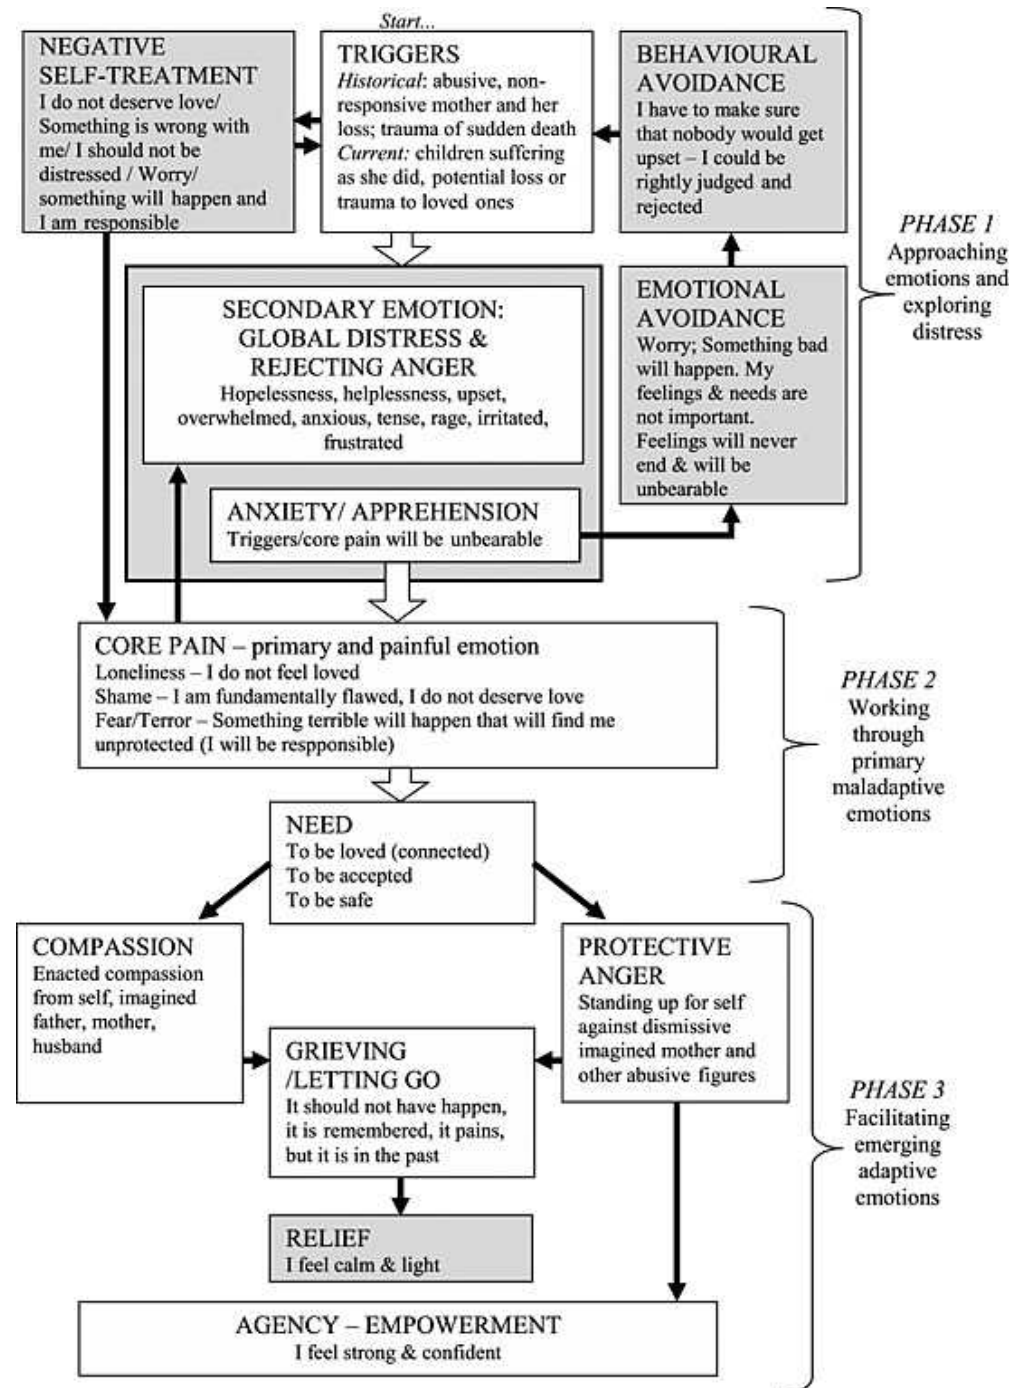 Start...
NEGATIVE
SELF-TREATMENT
I do not deserve love/
Something is wrong with
me/ I should not be
distressed / Worry/
something will happen and
I am responsible
TRIGGERS
Historical: abusive, non-
responsive mother and her
loss; trauma of sudden death
Current: children suffering
as she did, potential loss or
trauma to loved ones
BEHAVIOURAL
AVOIDANCE
I have to make sure
that nobody would get
upset – I could be
rightly judged and
rejected
PHASE 1
Approaching
emotions and
exploring
distress
SECONDARY EMOTION:
GLOBAL DISTRESS &
REJECTING ANGER
Hopelessness, helplessness, upset,
overwhelmed, anxious, tense, rage, irritated,
frustrated
EMOTIONAL
AVOIDANCE
Worry; Something bad
will happen. My
feelings & needs are
not important.
Feelings will never
end & will be
unbearable
ANXIETY/ APPREHENSION
Triggers/core pain will be unbearable
CORE PAIN – primary and painful emotion
Loneliness – I do not feel loved
Shame – I am fundamentally flawed, I do not deserve love
Fear/Terror – Something terrible will happen that will find me
unprotected (I will be respponsible)
PHASE 2
Working
through
primary
maladaptive
emotions
NEED
To be loved (connected)
To be accepted
To be safe
COMPASSION
Enacted compassion
from self, imagined
father, mother,
husband
PROTECTIVE
ANGER
Standing up for self
against dismissive
imagined mother and
other abusive figures
GRIEVING
/LETTING GO
It should not have happen,
it is remembered, it pains,
but it is in the past
PHASE 3
Facilitating
emerging
adaptive
emotions
RELIEF
I feel calm & light
AGENCY – EMPOWERMENT
I feel strong & confident